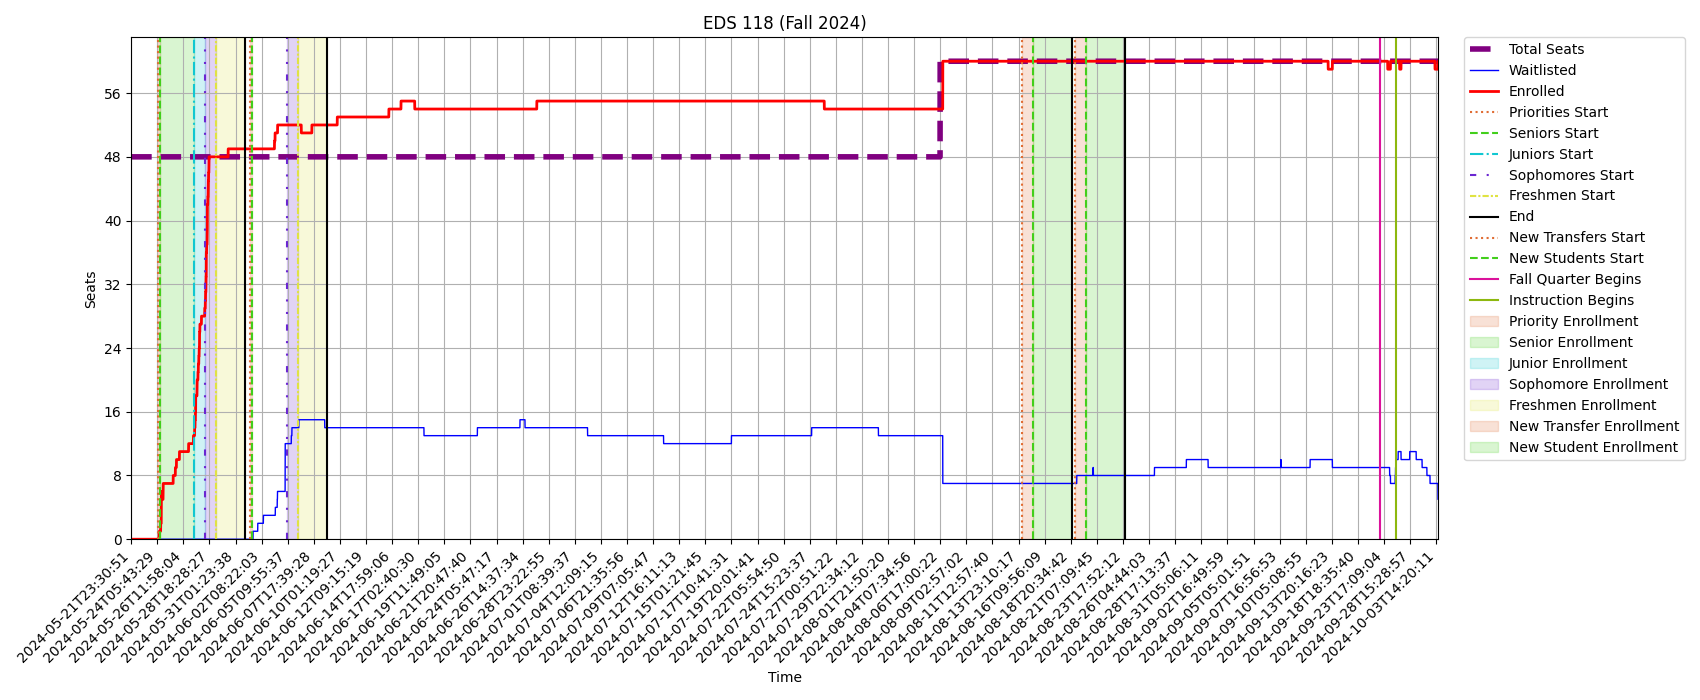 EDS 118 (Fall 2024)
Seats
56
48
40
32
24
16
8
0
2024-05-21T23:30:51
2024-05-24T05:43:29
2024-05-26T11:58:04
2024-05-28T18:28:27
2024-05-31T01:23:38
2024-06-02T08:22:03
2024-06-05T09:55:37
2024-06-07T17:39:28
2024-06-10T01:19:27
2024-06-12T09:15:19
2024-06-14T17:59:06
2024-06-17T02:40:30
2024-06-19T11:49:05
2024-06-21T20:47:40
2024-06-24T05:47:17
2024-06-26T14:37:34
2024-06-28T23:22:55
2024-07-01T08:39:37
2024-07-04T12:09:15
2024-07-06T21:35:56
2024-07-09T07:05:47
2024-07-12T16:11:13
2024-07-15T01:21:45
2024-07-17T10:41:31
2024-07-19T20:01:41
2024-07-22T05:54:50
2024-07-24T15:23:37
2024-07-27T00:51:22
2024-07-29T10:34:12
2024-08-01T21:50:20
2024-08-04T07:34:56
2024-08-06T17:00:22
2024-08-09T02:57:02
2024-08-11T12:57:40
2024-08-13T23:10:17
2024-08-16T09:56:09
2024-08-18T20:34:42
2024-08-21T07:09:45
2024-08-23T17:52:12
2024-08-26T04:44:03
2024-08-28T17:13:37
2024-08-31T05:06:11
2024-09-02T16:49:59
2024-09-05T05:01:51
2024-09-07T16:56:53
2024-09-10T05:08:55
2024-09-13T20:16:23
2024-09-18T18:35:40
2024-09-23T17:09:04
2024-09-28T15:28:57
2024-10-03T14:20:11
Time
Total Seats
Waitlisted
Enrolled
Priorities Start
Seniors Start
Juniors Start
Sophomores Start
Freshmen Start
End
New Transfers Start
New Students Start
Fall Quarter Begins
Instruction Begins
Priority Enrollment
Senior Enrollment
Junior Enrollment
Sophomore Enrollment
Freshmen Enrollment
New Transfer Enrollment
New Student Enrollment